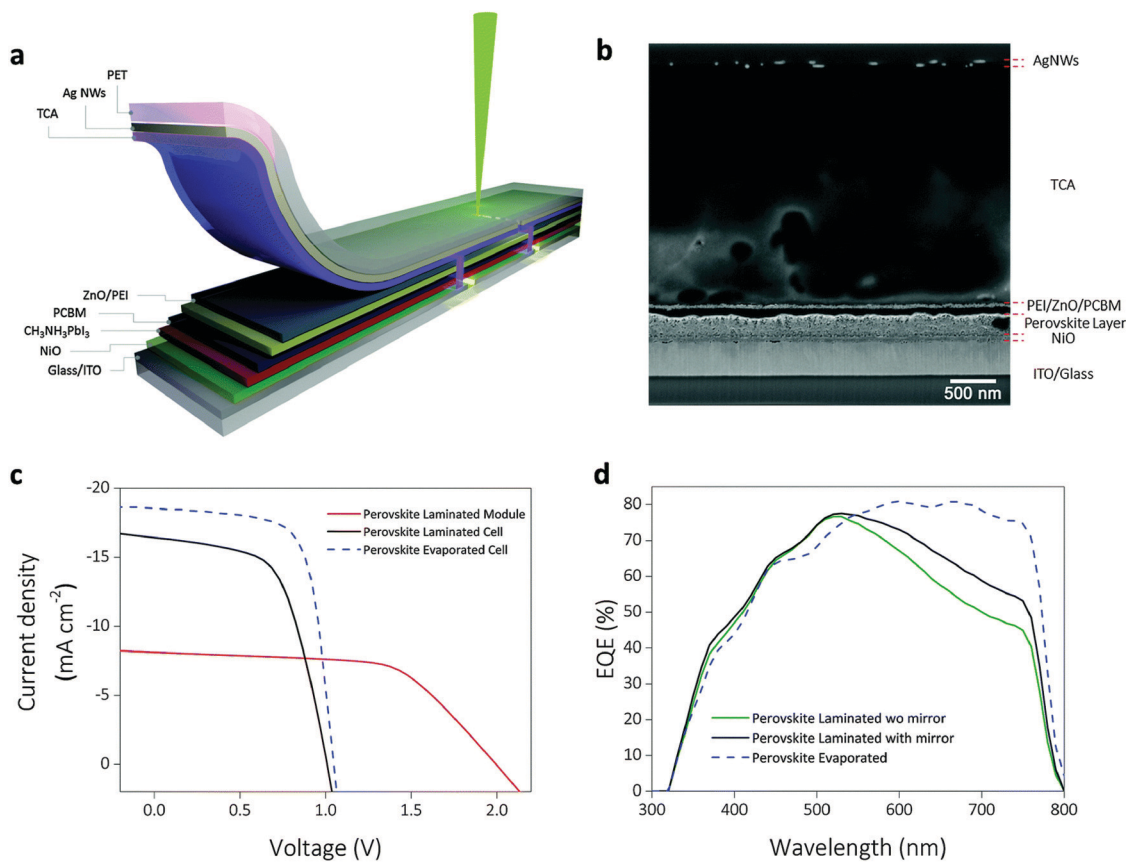 a
PET
Ag NWs
TCA
ZnO/PEI
PCBM
CH₃NH₃PbI₃
NiO
Glass/ITO
b
AgNWs
TCA
PEI/ZnO/PCBM
Perovskite Layer
NiO
ITO/Glass
500 nm
c
Current density
(mA cm⁻²)
-20
-15
-10
-5
0
Perovskite Laminated Module
Perovskite Laminated Cell
Perovskite Evaporated Cell
0.0 0.5 1.0 1.5 2.0
Voltage (V)
d
EQE (%)
80
70
60
50
40
30
20
10
0
Perovskite Laminated wo mirror
Perovskite Laminated with mirror
Perovskite Evaporated
300 400 500 600 700 800
Wavelength (nm)